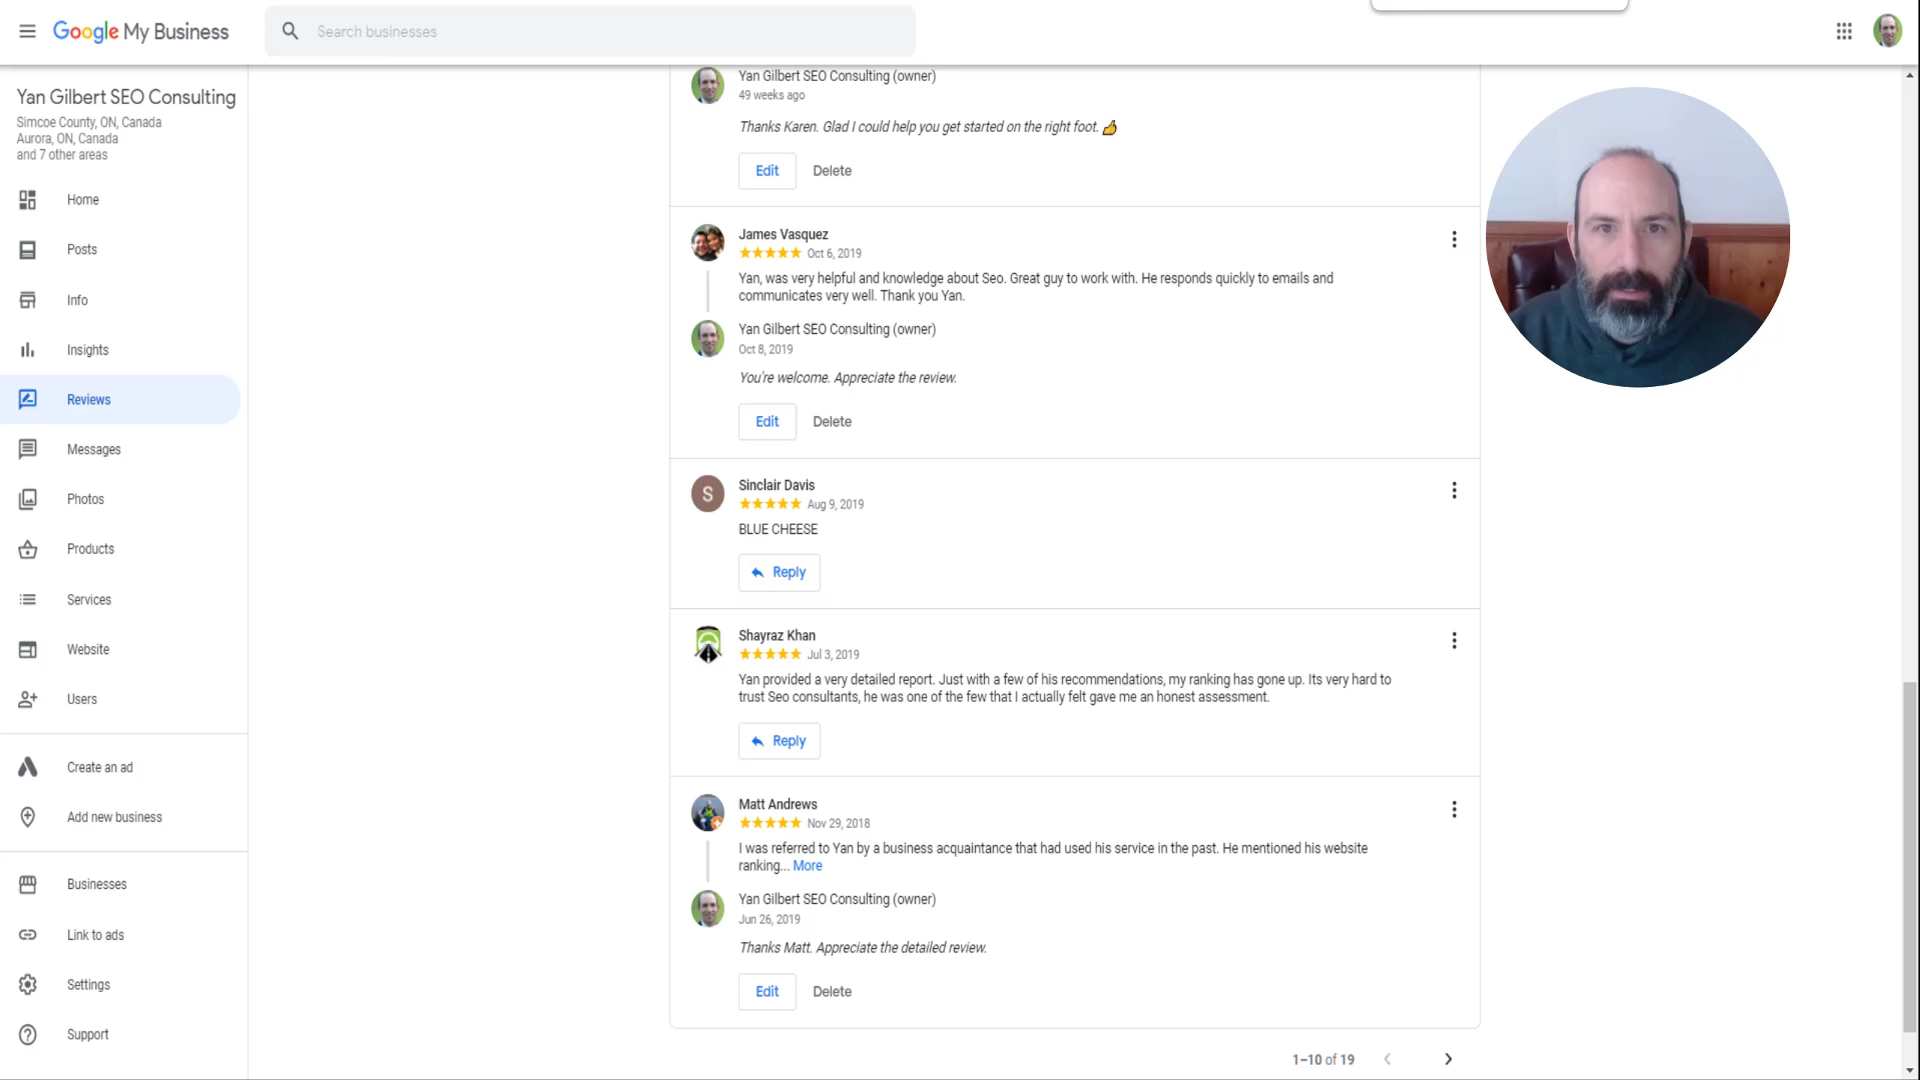 Google My Business
Search businesses
Yan Gilbert SEO Consulting
Simcoe County, ON, Canada
Aurora, ON, Canada
and 7 other areas
Home
Posts
Info
Insights
Reviews
Messages
Photos
Products
Services
Website
Users
Create an ad
Add new business
Businesses
Link to ads
Settings
Support
Yan Gilbert SEO Consulting (owner)
49 weeks ago
Thanks Karen. Glad I could help you get started on the right foot. 👍
Edit Delete
James Vasquez
★★★★★ Oct 6, 2019
Yan, was very helpful and knowledge about Seo. Great guy to work with. He responds quickly to emails and
communicates very well. Thank you Yan.
Yan Gilbert SEO Consulting (owner)
Oct 8, 2019
You're welcome. Appreciate the review.
Edit Delete
S
Sinclair Davis
★★★★★ Aug 9, 2019
BLUE CHEESE
Reply
Shayraz Khan
★★★★★ Jul 3, 2019
Yan provided a very detailed report. Just with a few of his recommendations, my ranking has gone up. Its very hard to
trust Seo consultants, he was one of the few that I actually felt gave me an honest assessment.
Reply
Matt Andrews
★★★★★ Nov 29, 2018
I was referred to Yan by a business acquaintance that had used his service in the past. He mentioned his website
ranking... More
Yan Gilbert SEO Consulting (owner)
Jun 26, 2019
Thanks Matt. Appreciate the detailed review.
Edit Delete
1–10 of 19